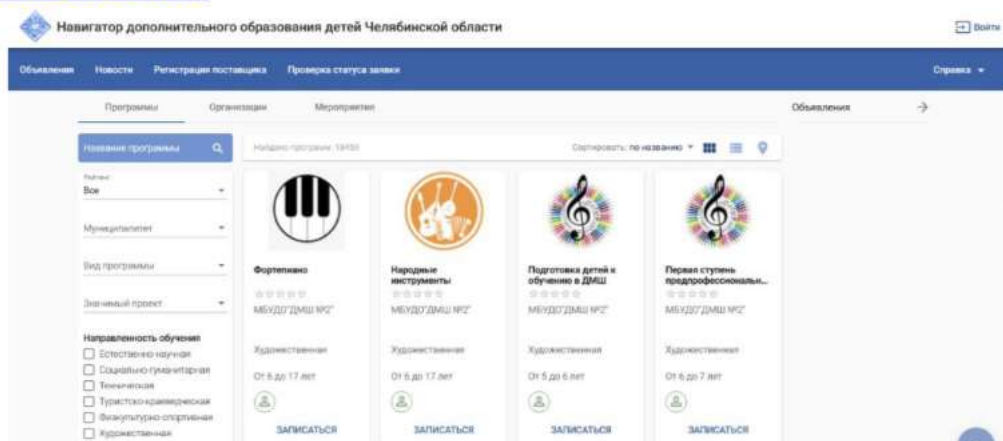 Навигатор дополнительного образования детей Челябинской области
Войти
Объявления Новости Регистрация поставщика Проверка статуса заявки Справка
Программы Организации Мероприятия
Объявления
Название программы
Найдено программ:
Сортировать: по названию
Рейтинг
Все
Муниципалитет
Вид программы
Значимый проект
Направленность обучения
Естественно-научная
Социально-гуманитарная
Техническая
Туристско-краеведческая
Физкультурно-спортивная
Художественная
Фортепиано
МБУДО"ДМШ №2"
Художественная
От 6 до 17 лет
ЗАПИСАТЬСЯ
Народные
инструменты
МБУДО"ДМШ №2"
Художественная
От 6 до 17 лет
ЗАПИСАТЬСЯ
Подготовка детей к
обучению в ДМШ
МБУДО"ДМШ №2"
Художественная
От 5 до 6 лет
ЗАПИСАТЬСЯ
Первая ступень
предпрофессиональн...
МБУДО"ДМШ №2"
Художественная
От 6 до 7 лет
ЗАПИСАТЬСЯ